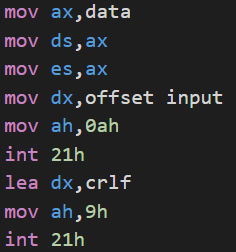 mov ax,data
mov ds,ax
mov es,ax
mov dx,offset input
mov ah,0ah
int 21h
lea dx,crlf
mov ah,9h
int 21h